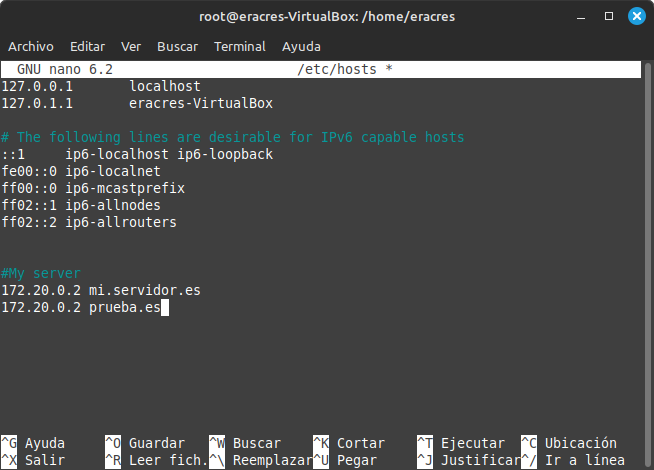 root@eracres-VirtualBox: /home/eracres
Archivo Editar Ver Buscar Terminal Ayuda
GNU nano 6.2 /etc/hosts *
127.0.0.1 localhost
127.0.1.1 eracres-VirtualBox
# The following lines are desirable for IPv6 capable hosts
::1 ip6-localhost ip6-loopback
fe00::0 ip6-localnet
ff00::0 ip6-mcastprefix
ff02::1 ip6-allnodes
ff02::2 ip6-allrouters
#My server
172.20.0.2 mi.servidor.es
172.20.0.2 prueba.es
^G Ayuda ^O Guardar ^W Buscar ^K Cortar ^T Ejecutar ^C Ubicación
^X Salir ^R Leer fich. ^\ Reemplazar ^U Pegar ^J Justificar ^/ Ir a línea